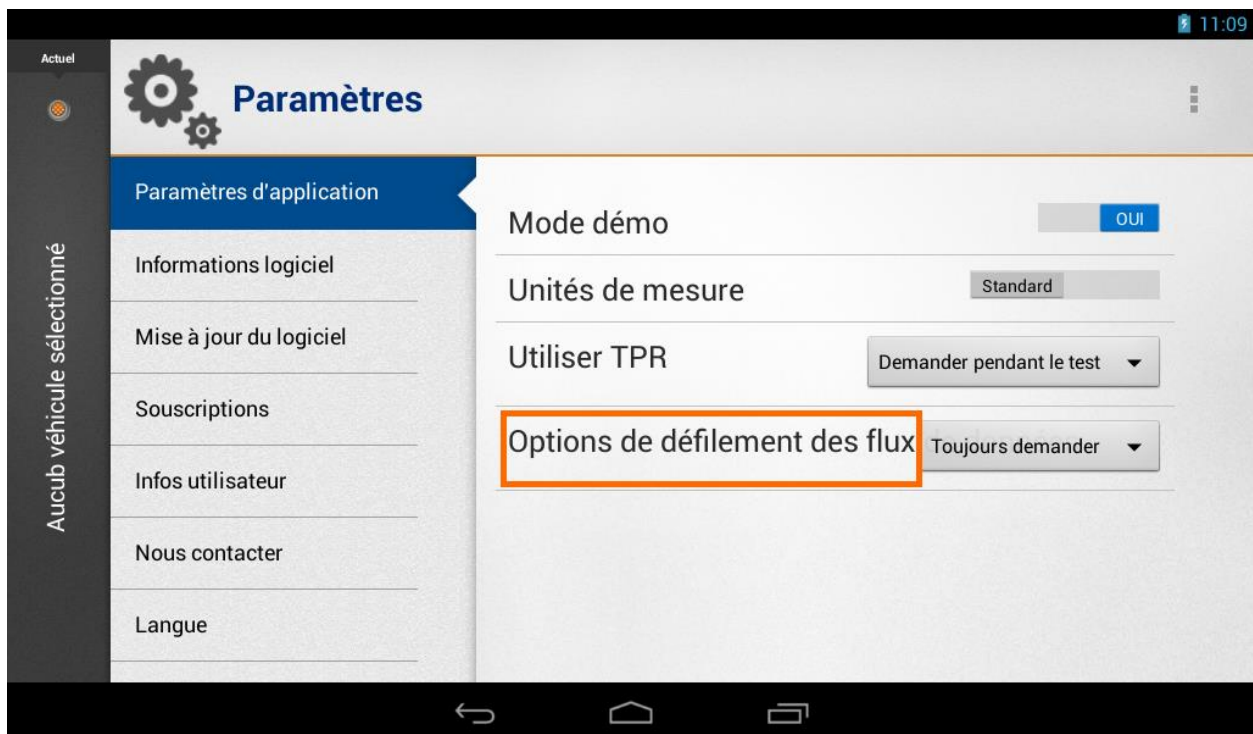 11:09
Actuel
Paramètres
Aucub véhicule sélectionné
Paramètres d'application
Informations logiciel
Mise à jour du logiciel
Souscriptions
Infos utilisateur
Nous contacter
Langue
Mode démo
OUI
Unités de mesure
Standard
Utiliser TPR
Demander pendant le test
Options de défilement des flux
Toujours demander